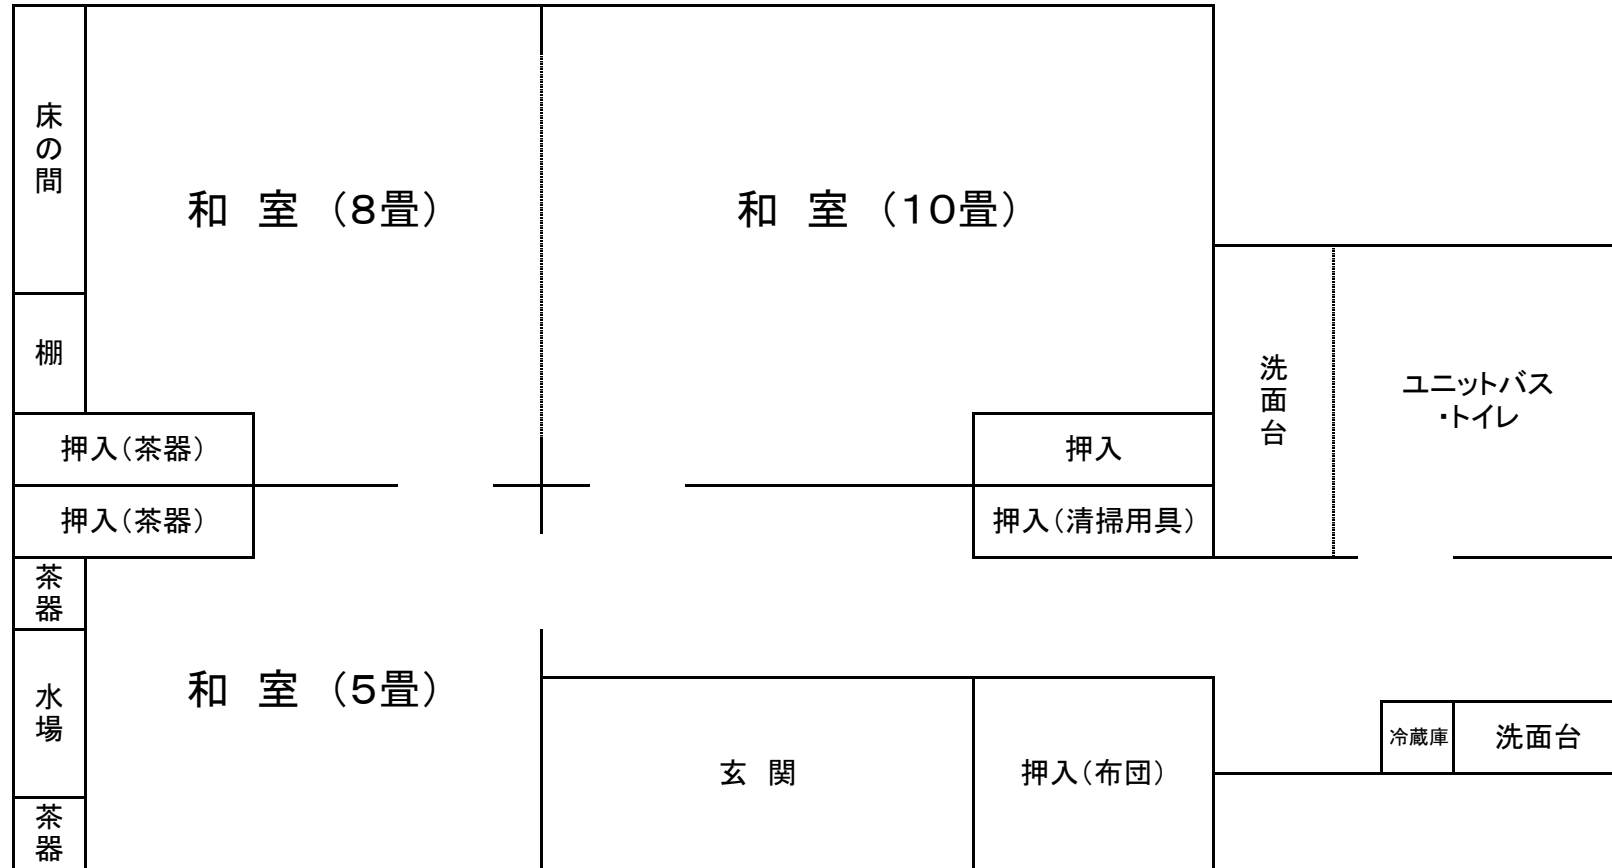 床の間
和　室（8畳）
和　室（10畳）
棚
洗面台
ユニットバス
・トイレ
押入（茶器）
押入
押入（茶器）
押入（清掃用具）
茶器
和　室（5畳）
水場
冷蔵庫
洗面台
玄　関
押入（布団）
茶器